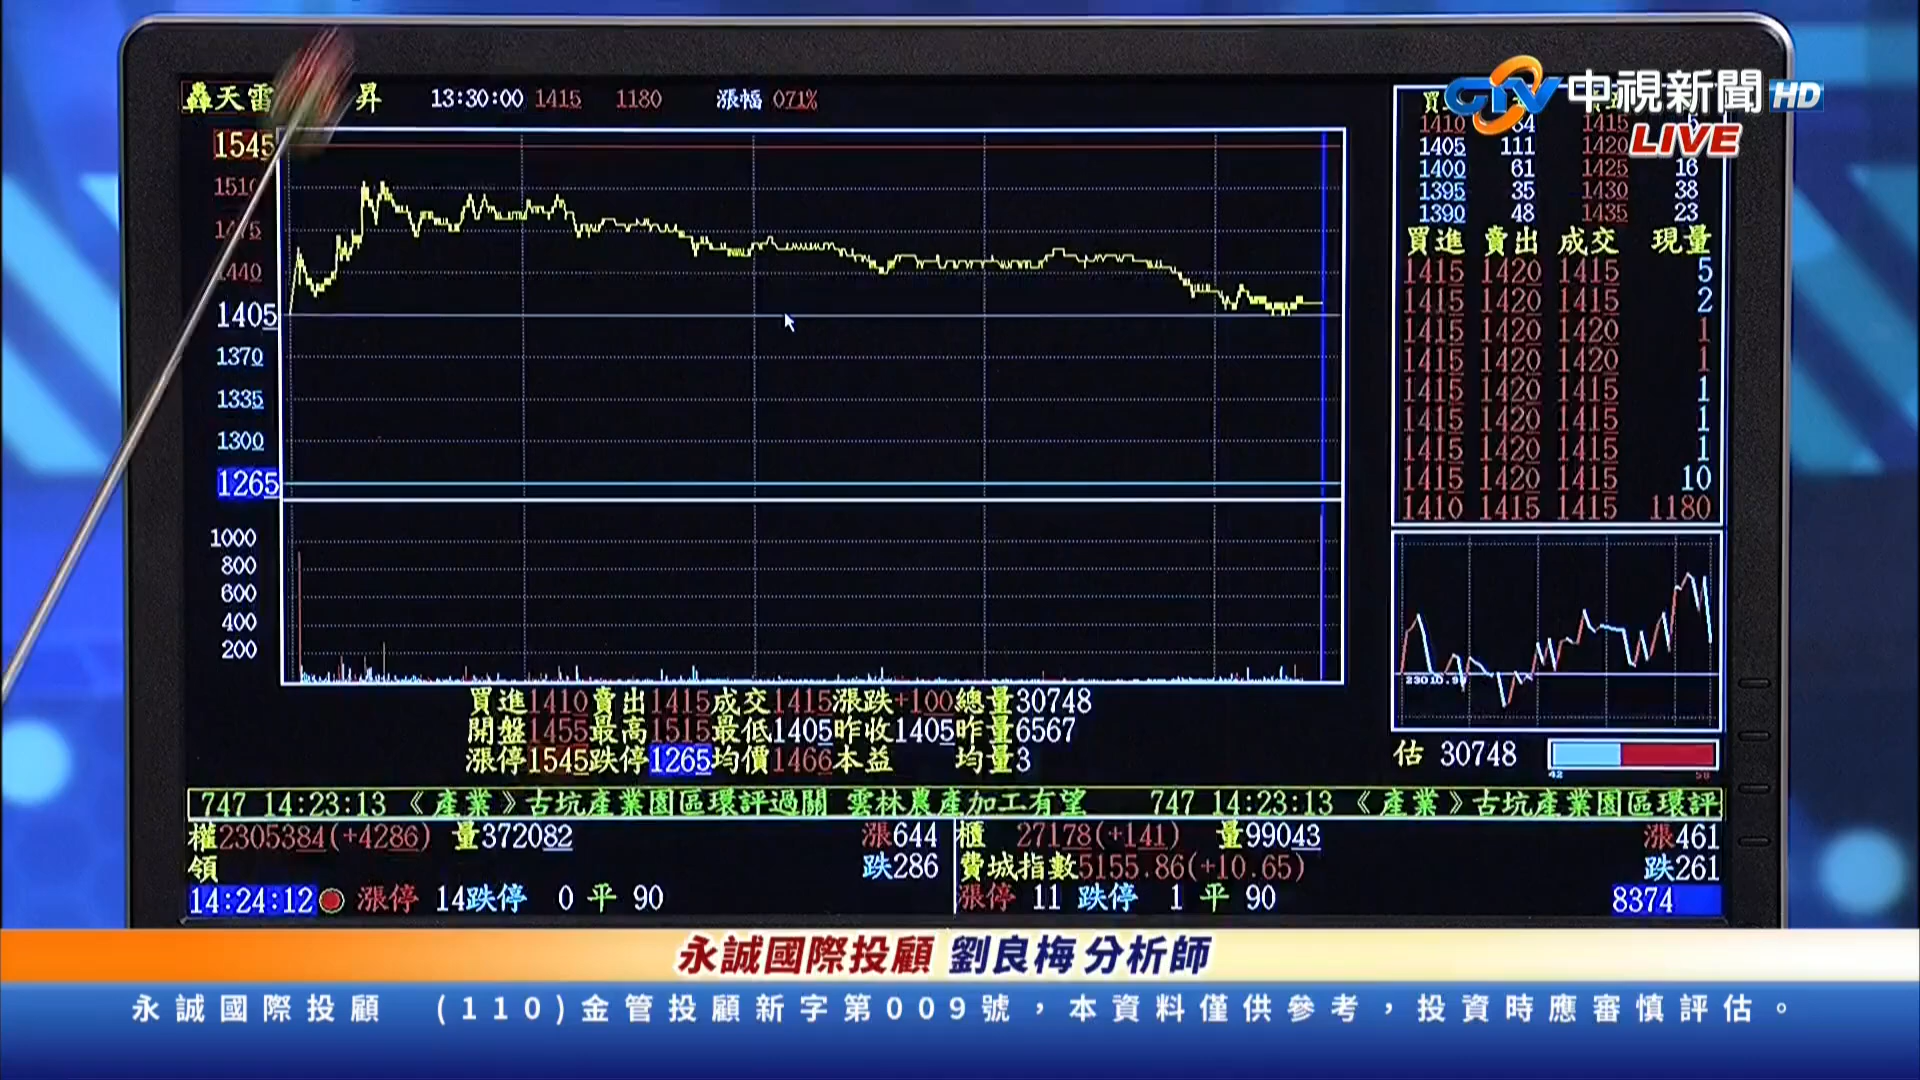 轟天雷 昇 13:30:00 1415 1180 漲幅 071%
CTV 中視新聞 HD
LIVE
1545
1510
1475
1440
1405
1370
1335
1300
1265
1000
800
600
400
200
1410 64 1415
1405 111 1420
1400 61 1425 16
1395 35 1430 38
1390 48 1435 23
買進 賣出 成交 現量
1415 1420 1415 5
1415 1420 1415 2
1415 1420 1420 1
1415 1420 1420 1
1415 1420 1415 1
1415 1420 1415 1
1415 1420 1415 1
1415 1420 1415 10
1410 1415 1415 1180
23010.9
買進1410賣出1415成交1415漲跌+100總量30748
開盤1455最高1515最低1405昨收1405昨量6567
漲停1545跌停1265均價1466本益 均量3
估 30748
42 58
747 14:23:13 《產業》古坑產業園區環評過關 雲林農產加工有望 747 14:23:13 《產業》古坑產業園區環評
權2305384(+4286) 量372082 漲644
領 跌286
14:24:12 漲停 14跌停 0 平 90
櫃 27178(+141) 量99043 漲461
費城指數5155.86(+10.65) 跌261
漲停 11 跌停 1 平 90 8374
永誠國際投顧 劉良梅分析師
永誠國際投顧 (110)金管投顧新字第009號，本資料僅供參考，投資時應審慎評估。